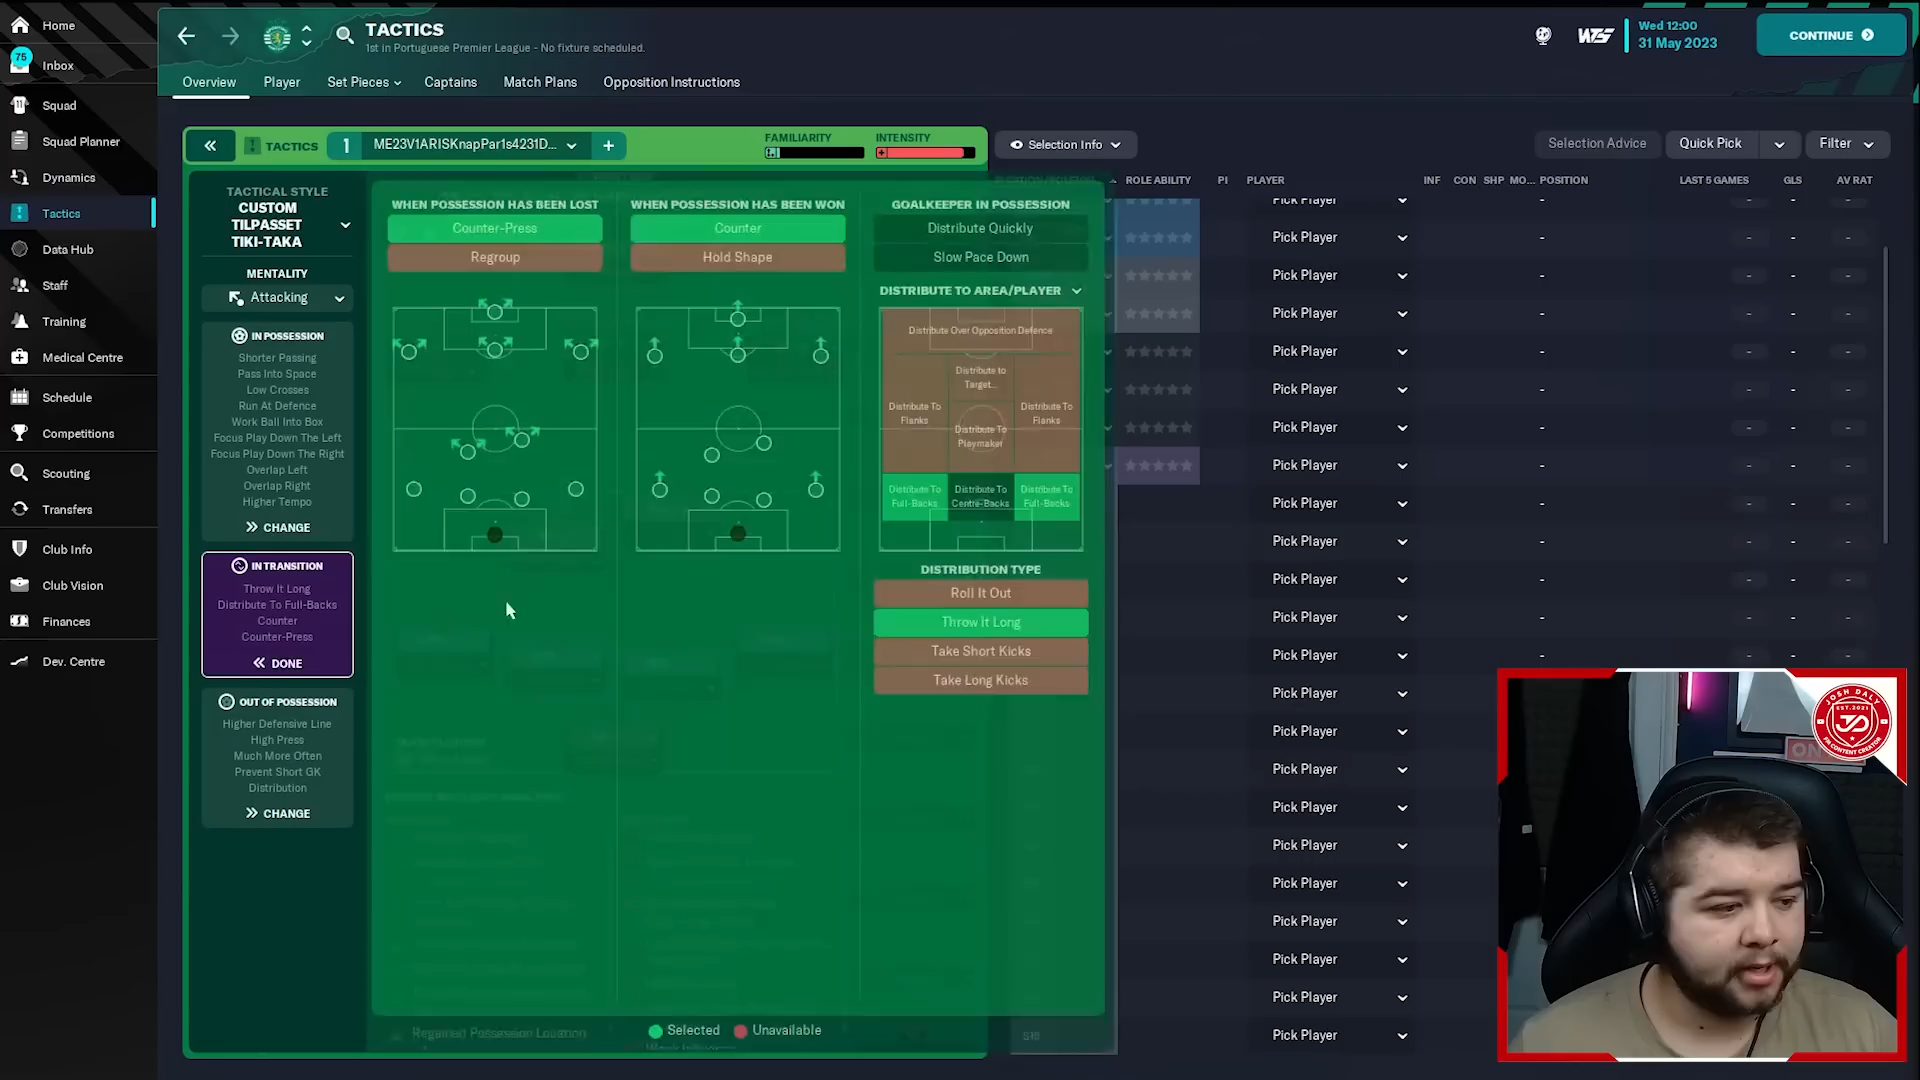 Home
75
Inbox
Squad
Squad Planner
Dynamics
Tactics
Data Hub
Staff
Training
Medical Centre
Schedule
Competitions
Scouting
Transfers
Club Info
Club Vision
Finances
Dev. Centre
TACTICS
1st in Portuguese Premier League - No fixture scheduled.
Wed 12:00
31 May 2023
CONTINUE
Overview
Player
Set Pieces
Captains
Match Plans
Opposition Instructions
TACTICS
1
ME23V1ARISKnapPar1s4231D...
+
FAMILIARITY
INTENSITY
Selection Info
Selection Advice
Quick Pick
Filter
TACTICAL STYLE
CUSTOM
TILPASSET
TIKI-TAKA
MENTALITY
Attacking
IN POSSESSION
Shorter Passing
Pass Into Space
Low Crosses
Run At Defence
Work Ball Into Box
Focus Play Down The Left
Focus Play Down The Right
Overlap Left
Overlap Right
Higher Tempo
CHANGE
IN TRANSITION
Throw It Long
Distribute To Full-Backs
Counter
Counter-Press
DONE
OUT OF POSSESSION
Higher Defensive Line
High Press
Much More Often
Prevent Short GK
Distribution
CHANGE
WHEN POSSESSION HAS BEEN LOST
Counter-Press
Regroup
WHEN POSSESSION HAS BEEN WON
Counter
Hold Shape
GOALKEEPER IN POSSESSION
Distribute Quickly
Slow Pace Down
DISTRIBUTE TO AREA/PLAYER
Distribute Over Opposition Defence
Distribute to
Target...
Distribute To
Flanks
Distribute To
Playmaker
Distribute To
Flanks
Distribute To
Full-Backs
Distribute To
Centre-Backs
Distribute To
Full-Backs
DISTRIBUTION TYPE
Roll It Out
Throw It Long
Take Short Kicks
Take Long Kicks
Regained Possession Location
Selected
Unavailable
ROLE ABILITY
PI
PLAYER
INF
CON
SHP
MO...
POSITION
LAST 5 GAMES
GLS
AV RAT
Pick Player
Pick Player - - - -
Pick Player - - - -
Pick Player - - - -
Pick Player - - - -
Pick Player - - - -
Pick Player - - - -
Pick Player - - - -
Pick Player - - - -
Pick Player - - - -
Pick Player - - - -
Pick Player - - - -
Pick Player - - - -
Pick Player
Pick Player
Pick Player
Pick Player
Pick Player
Pick Player
Pick Player
Pick Player
Pick Player
Pick Player
JOSH DALY
EST.2021
JD
FM CONTENT CREATOR
ON